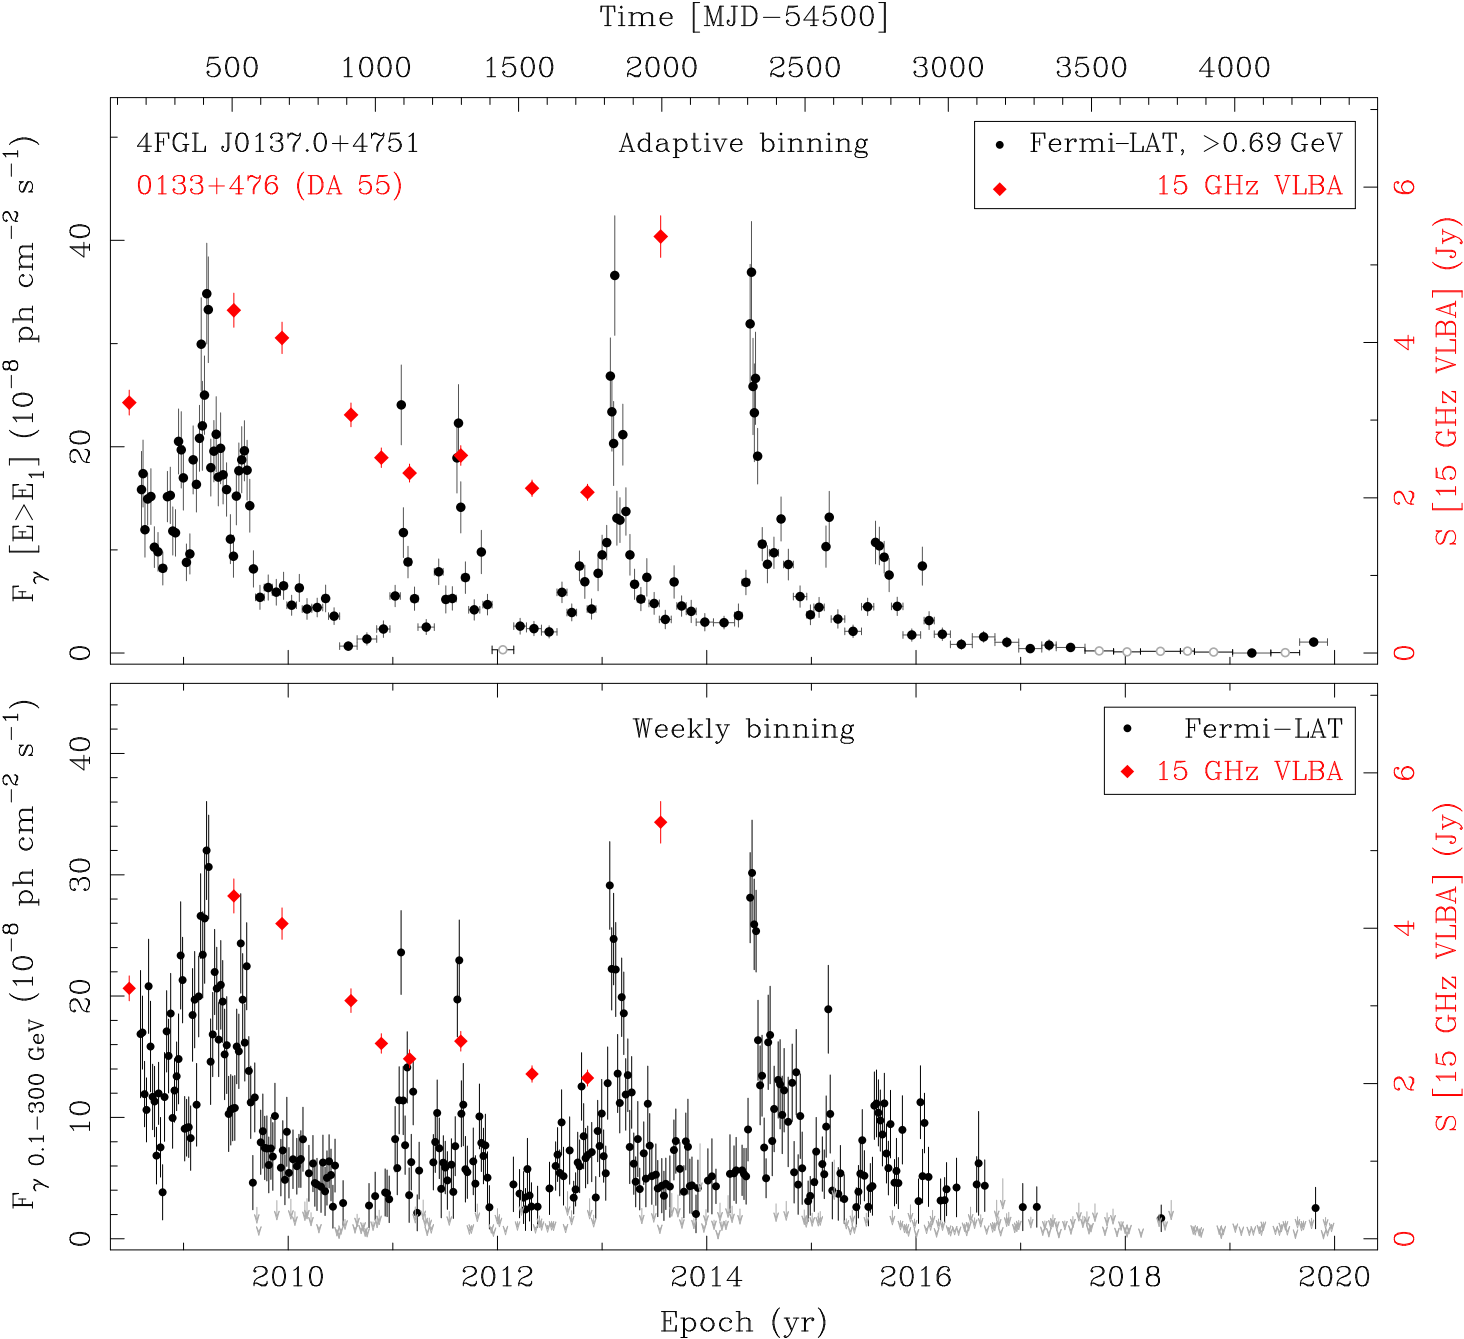 Time [MJD−54500]
500 1000 1500 2000 2500 3000 3500 4000
4FGL J0137.0+4751 Adaptive binning Fermi−LAT, >0.69 GeV
0133+476 (DA 55) 15 GHz VLBA
F γ [E>E1] (10−8 ph cm−2 s−1)
0 20 40
S [15 GHz VLBA] (Jy)
0 2 4 6
Weekly binning Fermi−LAT
15 GHz VLBA
F γ 0.1−300 GeV (10−8 ph cm−2 s−1)
0 10 20 30 40
S [15 GHz VLBA] (Jy)
0 2 4 6
2010 2012 2014 2016 2018 2020
Epoch (yr)